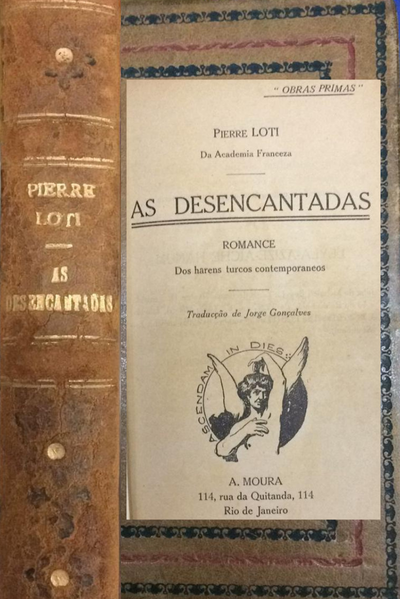 PIERRE
LOTI
AS
DESENCANTADAS
" OBRAS PRIMAS "
PIERRE LOTI
Da Academia Franceza
AS DESENCANTADAS
ROMANCE
Dos harens turcos contemporaneos
Traducção de Jorge Gonçalves
ASCENDAM IN DIES
A. MOURA
114, rua da Quitanda, 114
Rio de Janeiro